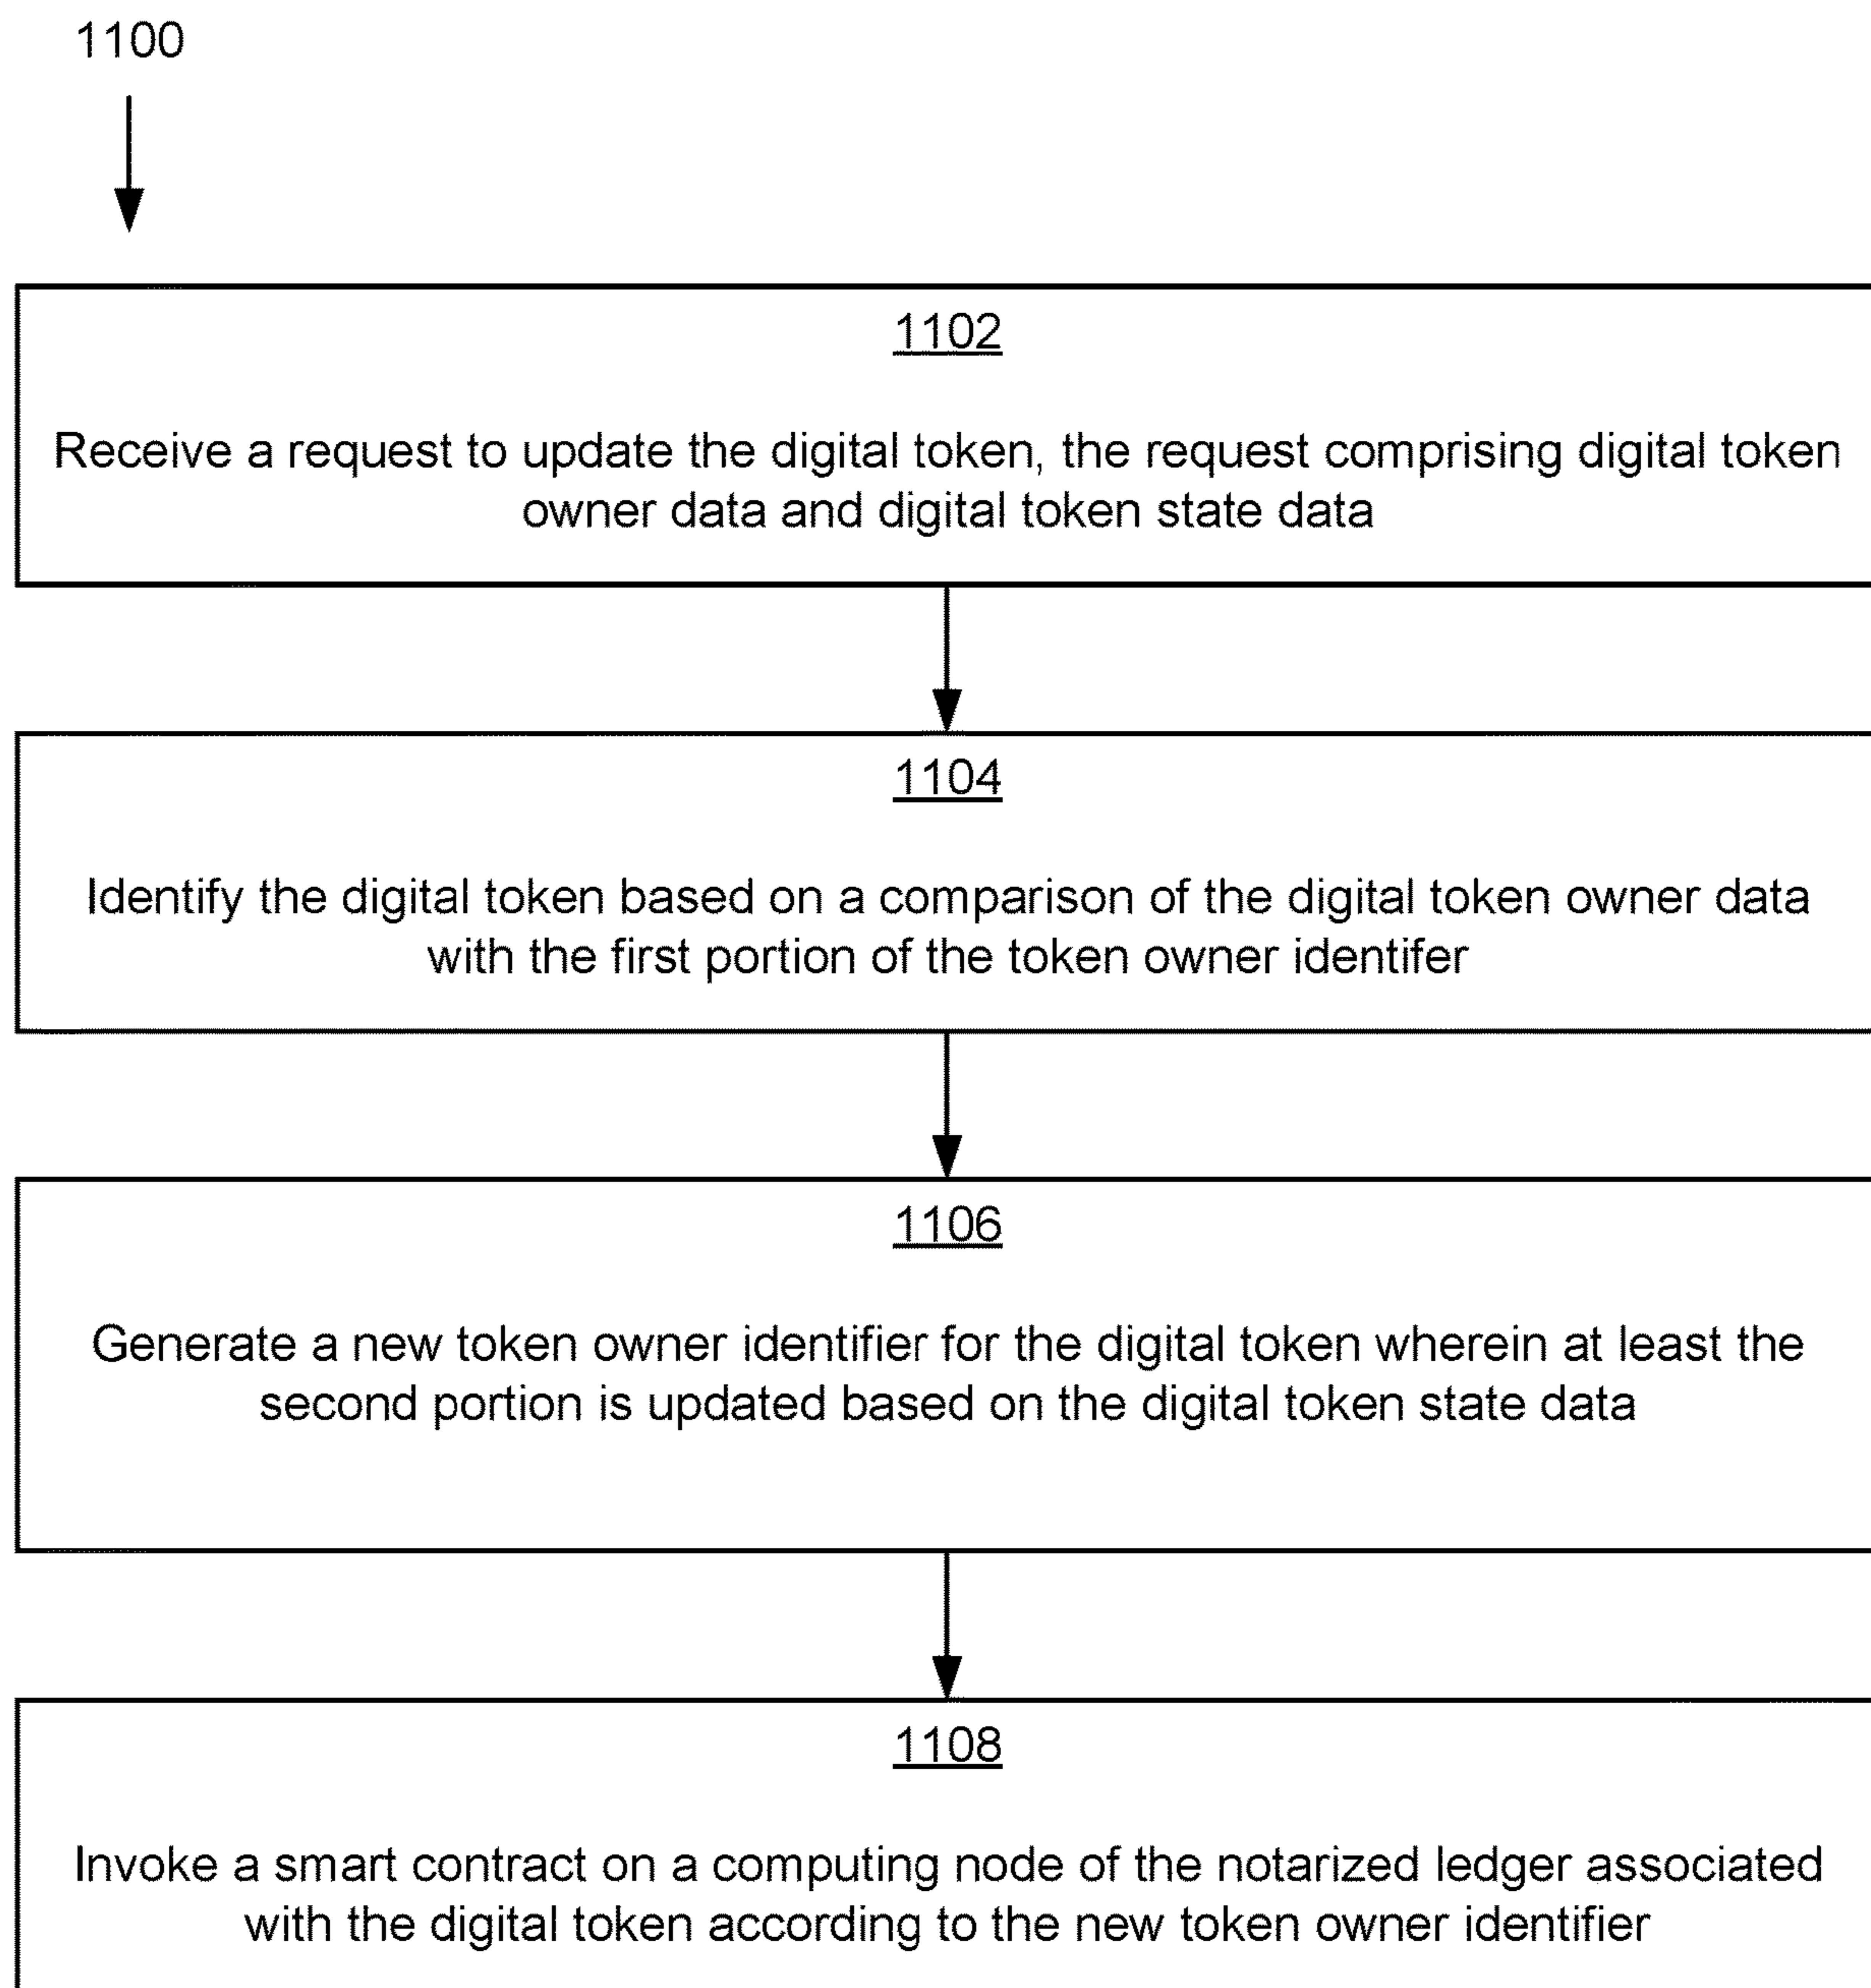 1100
1102
Receive a request to update the digital token, the request comprising digital token
owner data and digital token state data
1104
Identify the digital token based on a comparison of the digital token owner data
with the first portion of the token owner identifer
1106
Generate a new token owner identifier for the digital token wherein at least the
second portion is updated based on the digital token state data
1108
Invoke a smart contract on a computing node of the notarized ledger associated
with the digital token according to the new token owner identifier